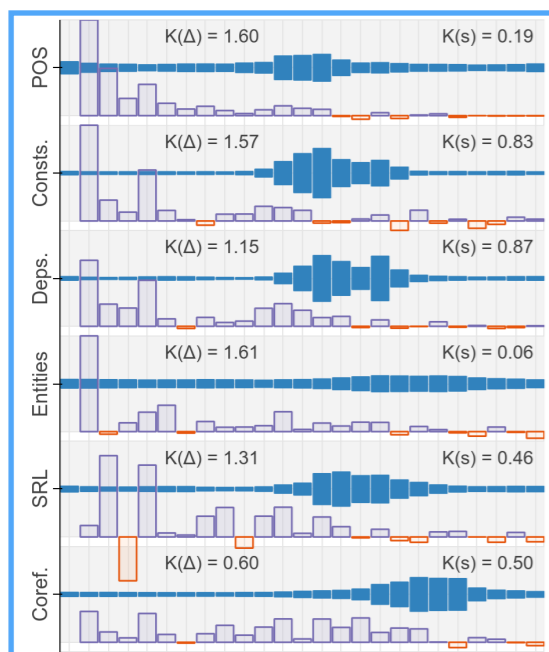 POS K(Δ) = 1.60 K(s) = 0.19
Consts. K(Δ) = 1.57 K(s) = 0.83
Deps. K(Δ) = 1.15 K(s) = 0.87
Entities K(Δ) = 1.61 K(s) = 0.06
SRL K(Δ) = 1.31 K(s) = 0.46
Coref. K(Δ) = 0.60 K(s) = 0.50